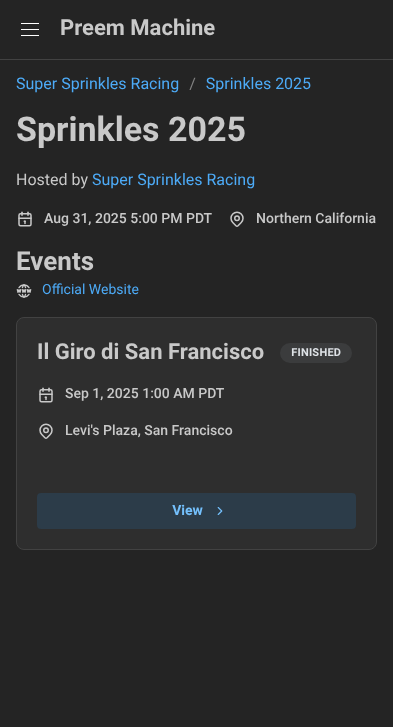 Preem Machine
Super Sprinkles Racing / Sprinkles 2025
Sprinkles 2025
Hosted by Super Sprinkles Racing
Aug 31, 2025 5:00 PM PDT Northern California
Events
Official Website
Il Giro di San Francisco FINISHED
Sep 1, 2025 1:00 AM PDT
Levi's Plaza, San Francisco
View